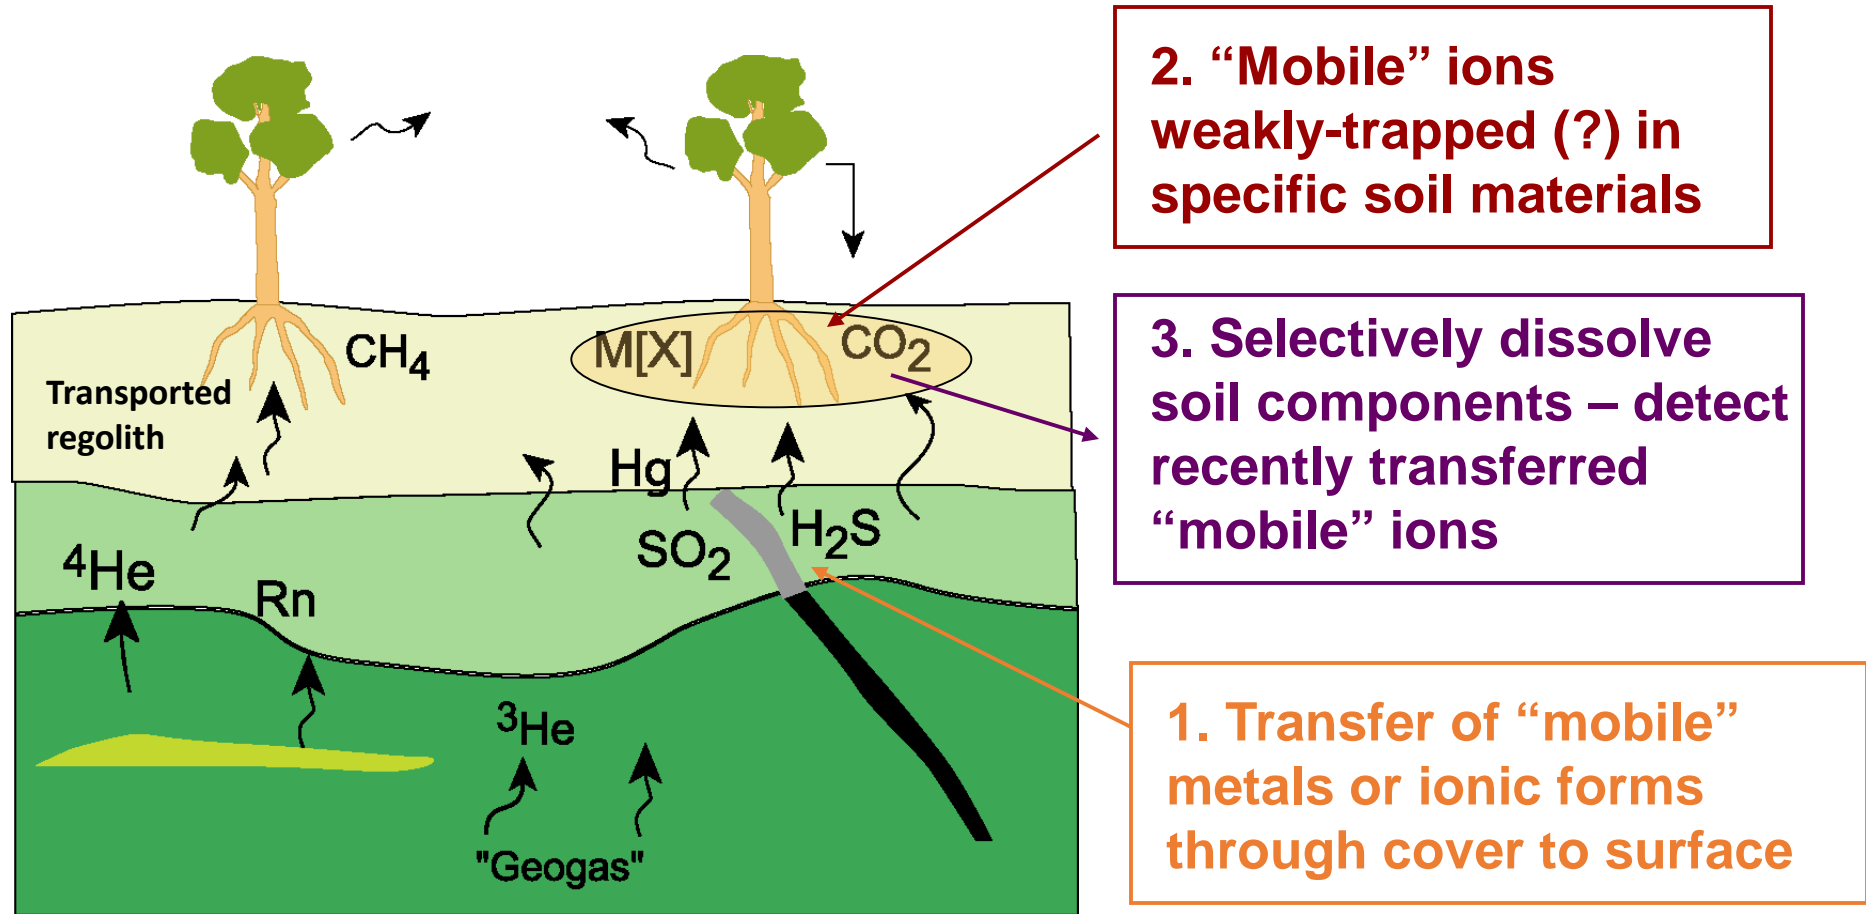 2. “Mobile” ions
weakly-trapped (?) in
specific soil materials
CH4
M[X]
CO2
3. Selectively dissolve
soil components – detect
recently transferred
“mobile” ions
Transported
regolith
Hg
SO2
H2S
4He
Rn
3He
"Geogas"
1. Transfer of “mobile”
metals or ionic forms
through cover to surface